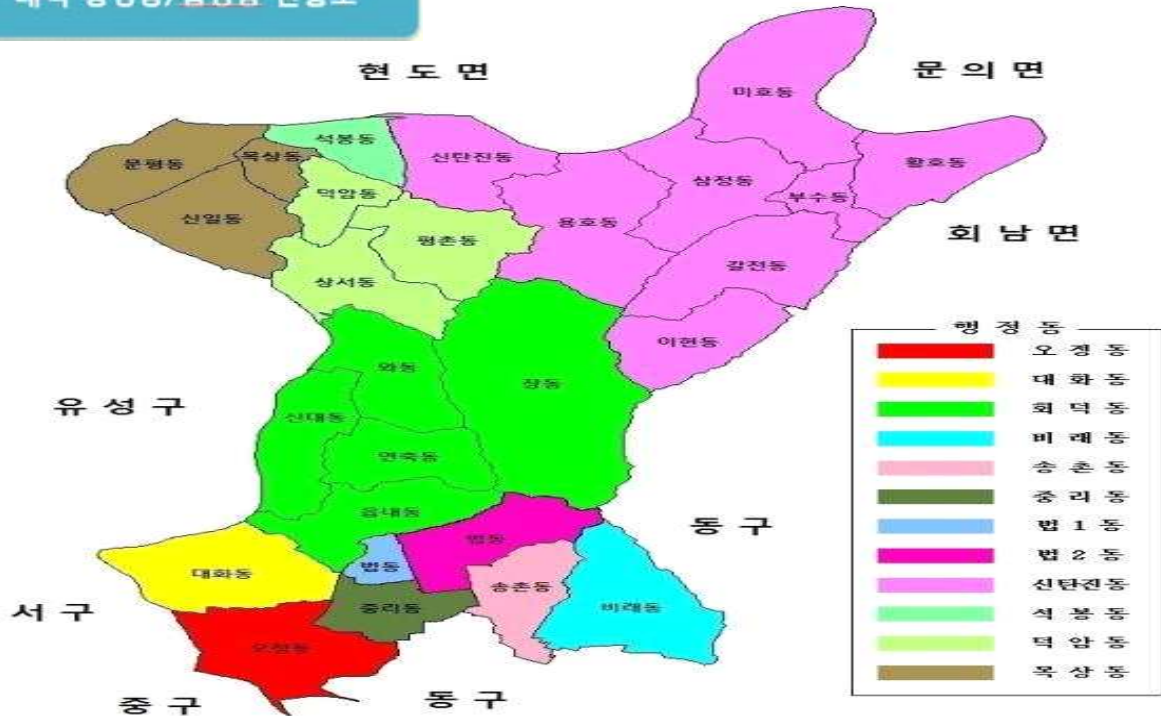 현도면
문의면
미호동
석봉동
신탄진동
문평동
목상동
삼정동
활호동
덕암동
부수동
신일동
용호동
평촌동
회남면
갈전동
상서동
이현동
행정동
와동
장동
오정동
대화동
유성구
신대동
회덕동
비래동
연축동
송촌동
중리동
읍내동
동구
법동
법1동
법2동
대화동
법동
송촌동
신탄진동
서구
중리동
비래동
석봉동
오정동
덕암동
목상동
중구
동구